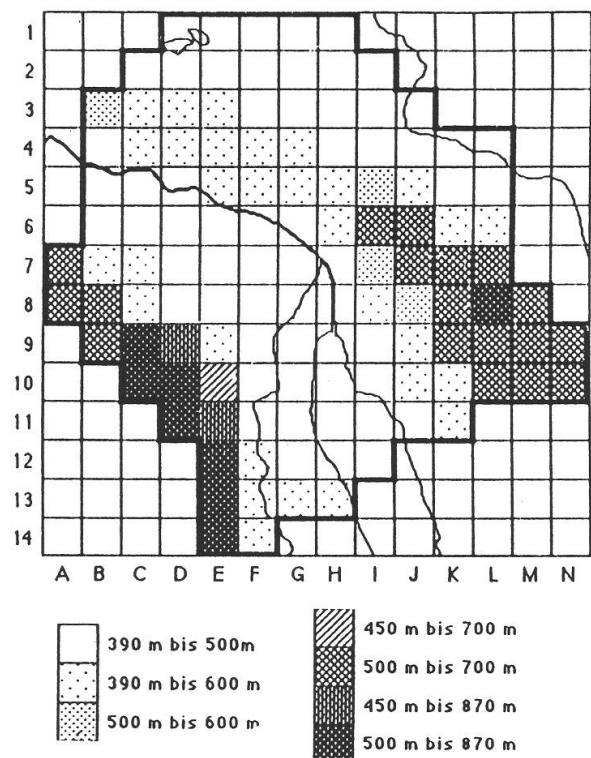 1
2
3
4
5
6
7
8
9
10
11
12
13
14
A B C D E F G H I J K L M N
390 m bis 500m
390 m bis 600 m
500 m bis 600 m
450 m bis 700 m
500 m bis 700 m
450 m bis 870 m
500 m bis 870 m